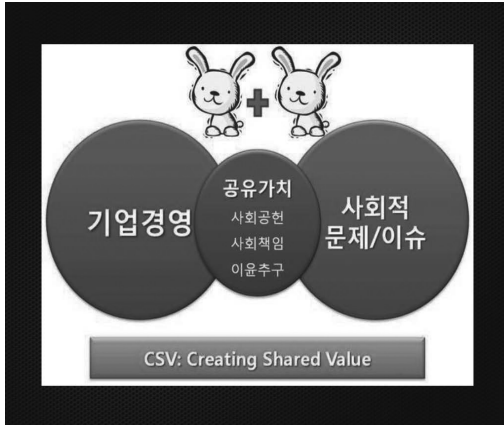 기업경영
공유가치
사회공헌
사회책임
이윤추구
사회적
문제/이슈
CSV: Creating Shared Value